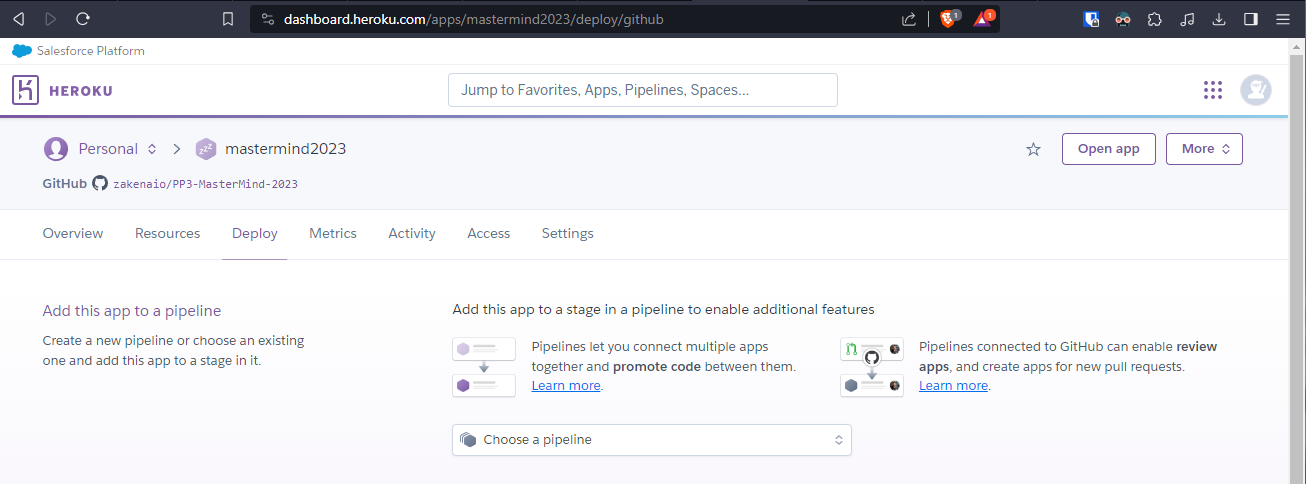 dashboard.heroku.com/apps/mastermind2023/deploy/github
1
1
Salesforce Platform
HEROKU
Jump to Favorites, Apps, Pipelines, Spaces...
Personal
zzz
mastermind2023
Open app
More
GitHub zakenaio/PP3-MasterMind-2023
Overview
Resources
Deploy
Metrics
Activity
Access
Settings
Add this app to a pipeline
Create a new pipeline or choose an existing
one and add this app to a stage in it.
Add this app to a stage in a pipeline to enable additional features
Pipelines let you connect multiple apps
together and promote code between them.
Learn more.
Pipelines connected to GitHub can enable review
apps, and create apps for new pull requests.
Learn more.
Choose a pipeline